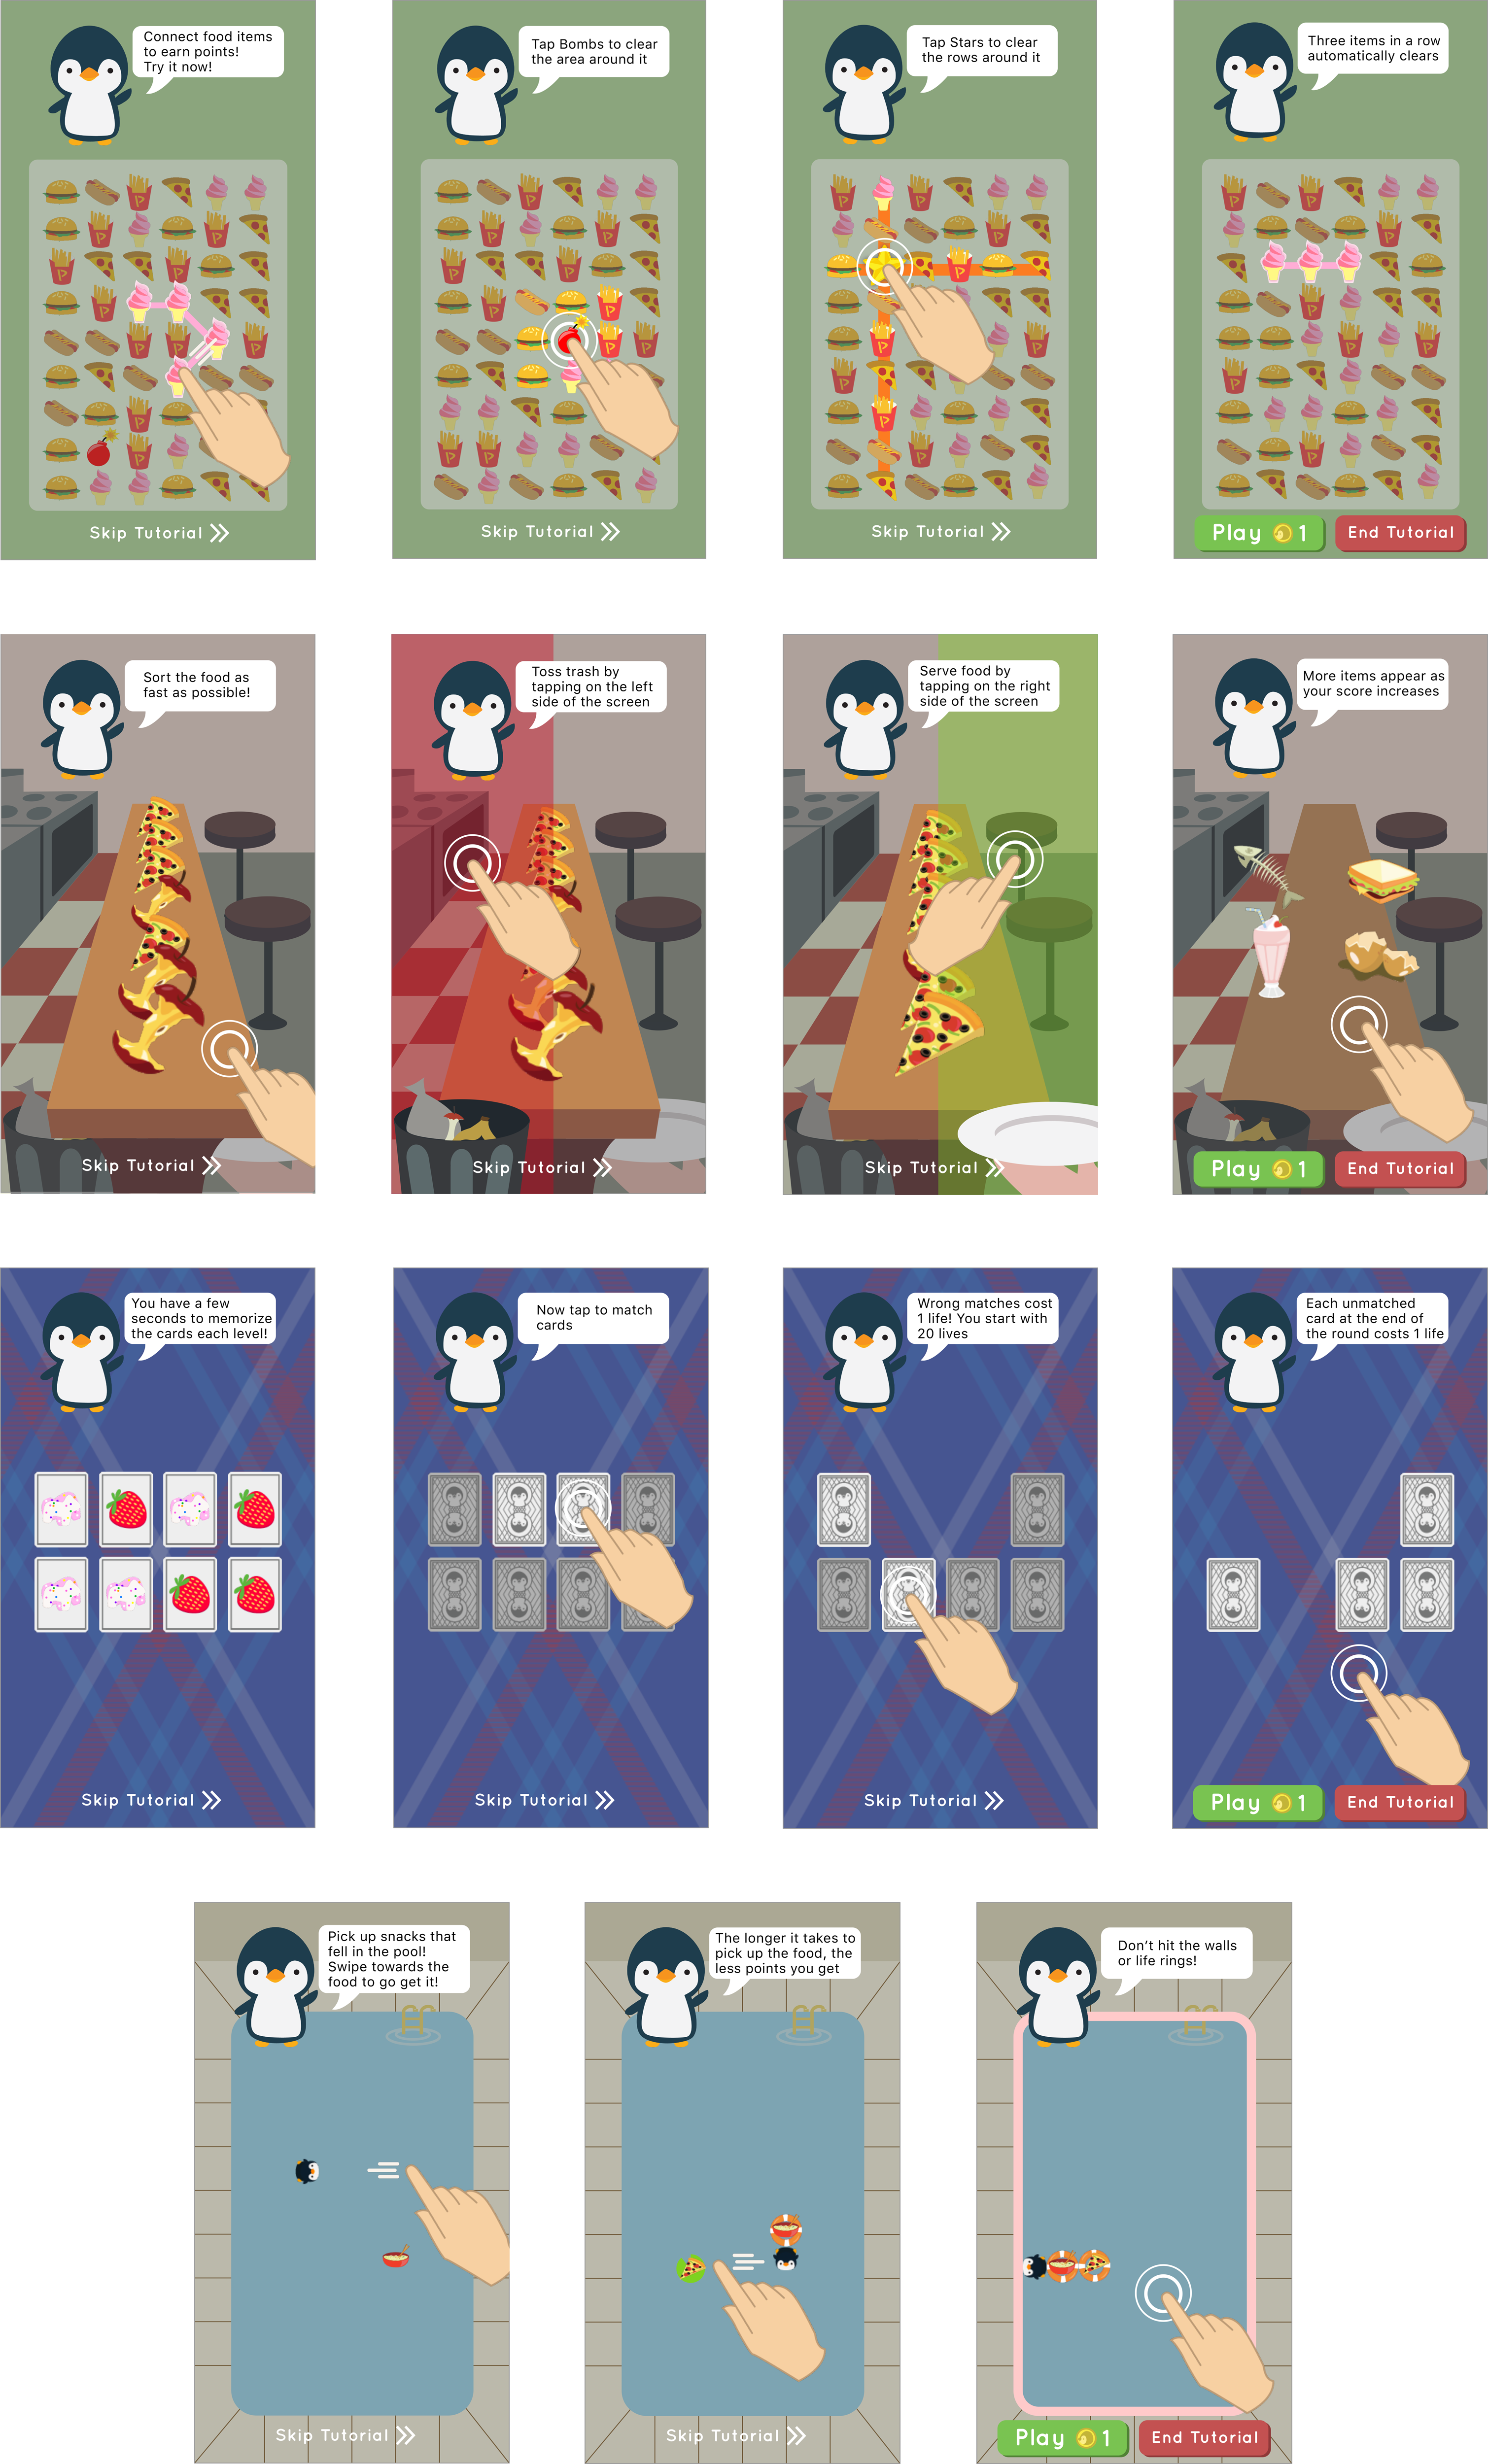 Connect food items
to earn points!
Try it now!
Skip Tutorial
Tap Bombs to clear
the area around it
Skip Tutorial
Tap Stars to clear
the rows around it
Skip Tutorial
Three items in a row
automatically clears
Play 1
End Tutorial
Sort the food as
fast as possible!
Skip Tutorial
Toss trash by
tapping on the left
side of the screen
Skip Tutorial
Serve food by
tapping on the right
side of the screen
Skip Tutorial
More items appear as
your score increases
Play 1
End Tutorial
You have a few
seconds to memorize
the cards each level!
Skip Tutorial
Now tap to match
cards
Skip Tutorial
Wrong matches cost
1 life! You start with
20 lives
Skip Tutorial
Each unmatched
card at the end of
the round costs 1 life
Play 1
End Tutorial
Pick up snacks that
fell in the pool!
Swipe towards the
food to go get it!
Skip Tutorial
The longer it takes to
pick up the food, the
less points you get
Skip Tutorial
Don't hit the walls
or life rings!
Play 1
End Tutorial